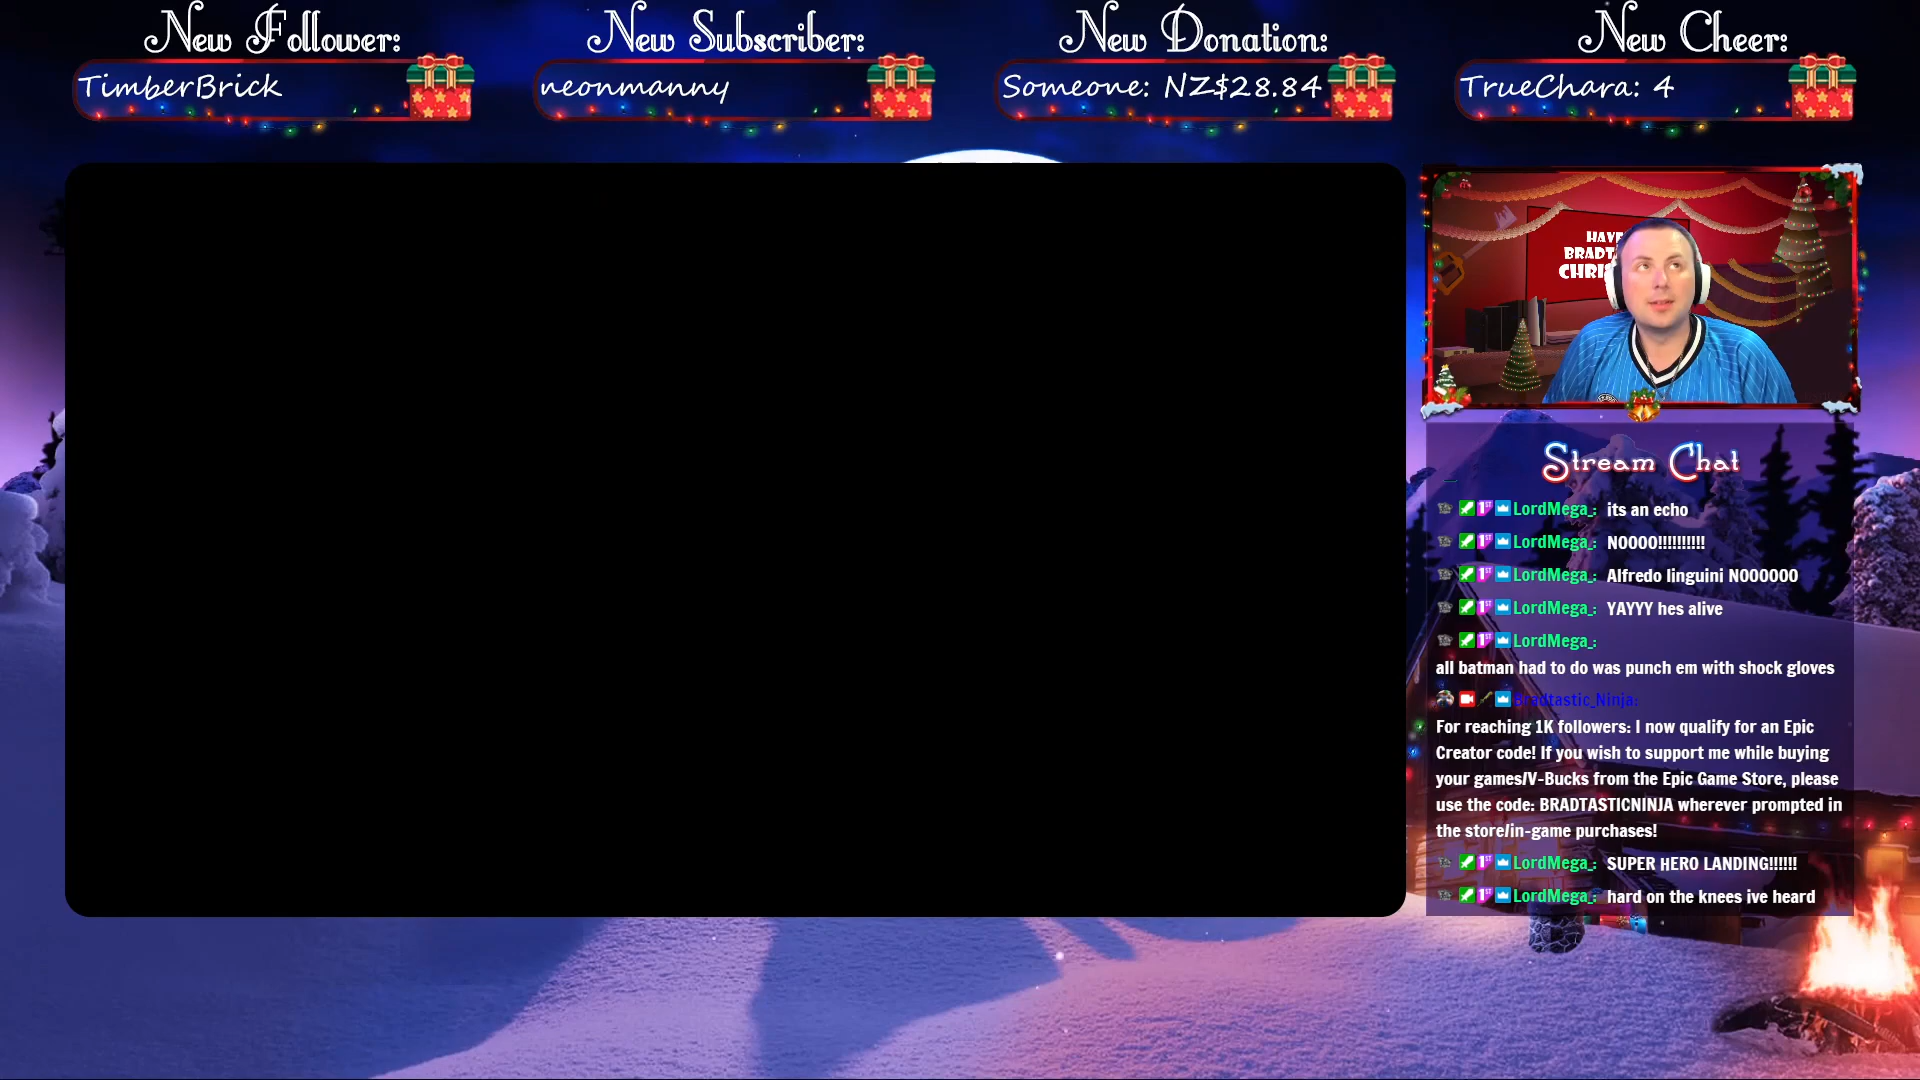 New Follower:
New Subscriber:
New Donation:
New Cheer:
TimberBrick
neonmanny
Someone: NZ$28.84
TrueChara: 4
HAVE
BRADT
CHRIS
Stream Chat
LordMega_: its an echo
LordMega_: NOOOO!!!!!!!!!!
LordMega_: Alfredo linguini NOOOOOO
LordMega_: YAYYY hes alive
LordMega_:
all batman had to do was punch em with shock gloves
Bradtastic_Ninja:
For reaching 1K followers: I now qualify for an Epic
Creator code! If you wish to support me while buying
your games/V-Bucks from the Epic Game Store, please
use the code: BRADTASTICNINJA wherever prompted in
the store/in-game purchases!
LordMega_: SUPER HERO LANDING!!!!!!
LordMega_: hard on the knees ive heard